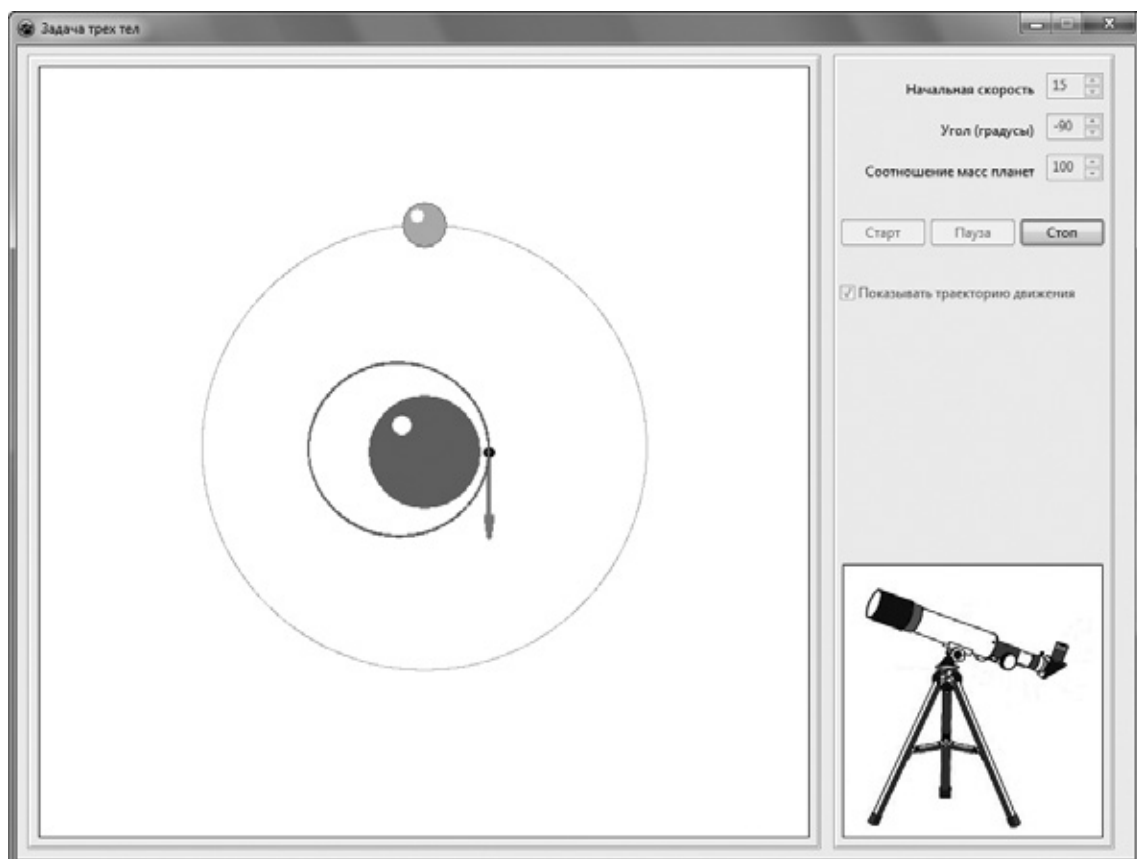 Задача трех тел
Начальная скорость 15
Угол (градусы) -90
Соотношение масс планет 100
Старт Пауза Стоп
Показывать траекторию движения